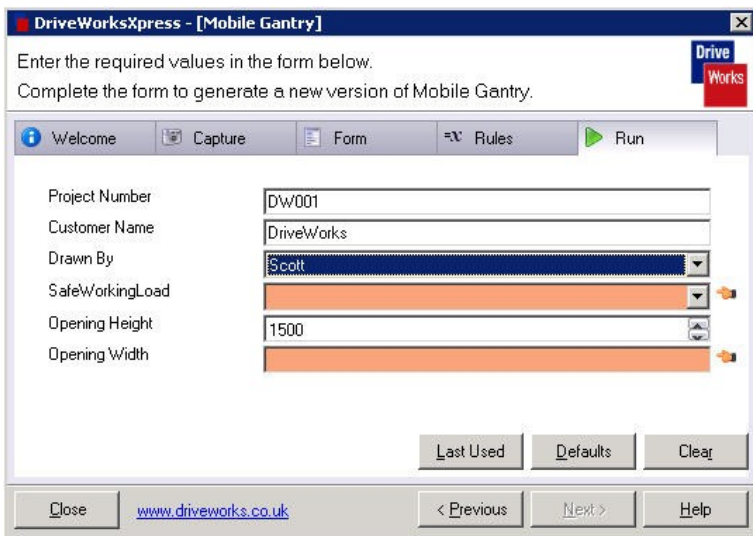 DriveWorksXpress - [Mobile Gantry]
Enter the required values in the form below.
Complete the form to generate a new version of Mobile Gantry.
Drive
Works
Welcome
Capture
Form
=X Rules
Run
Project Number DW001
Customer Name DriveWorks
Drawn By Scott
SafeWorkingLoad
Opening Height 1500
Opening Width
Last Used Defaults Clear
Close www.driveworks.co.uk < Previous Next > Help